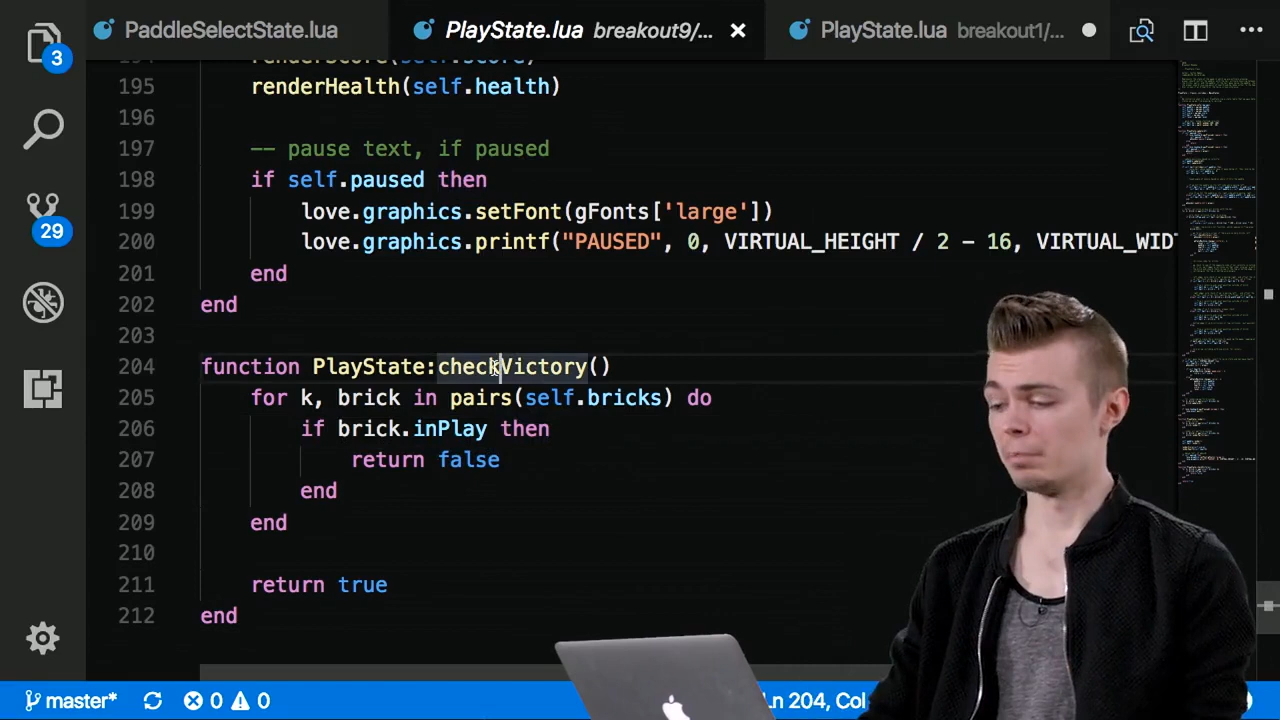 PaddleSelectState.lua
PlayState.lua breakout9/...
PlayState.lua breakout1/...
3
29
renderScore(self.score)
195 renderHealth(self.health)
196
197 -- pause text, if paused
198 if self.paused then
199 love.graphics.setFont(gFonts['large'])
200 love.graphics.printf("PAUSED", 0, VIRTUAL_HEIGHT / 2 - 16, VIRTUAL_WIDT
201 end
202 end
203
204 function PlayState:checkVictory()
205 for k, brick in pairs(self.bricks) do
206 if brick.inPlay then
207 return false
208 end
209 end
210
211 return true
212 end
master* 0 0 Ln 204, Col